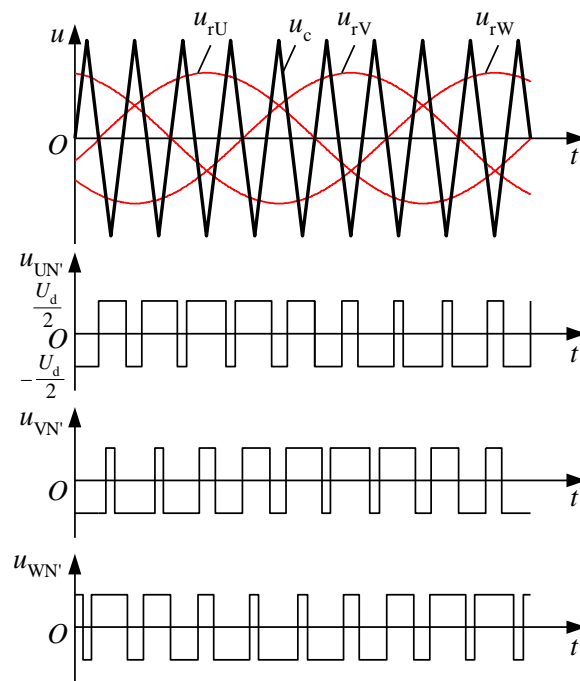 u u_rU u_c u_rV u_rW
O t
u_UN'
U_d/2
O t
-U_d/2
u_VN'
O t
u_WN'
O t